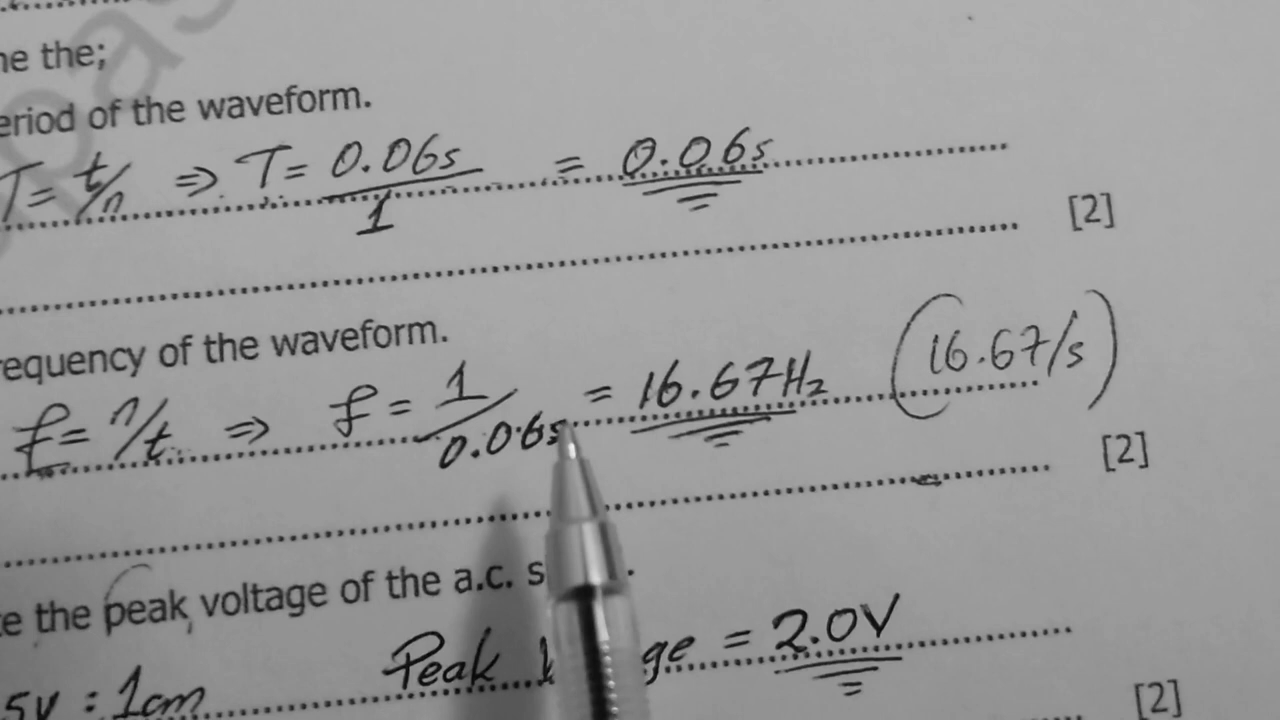 ne the;
eriod of the waveform.
T = t/n ⇒ T = 0.06s/1 = 0.06s
[2]
requency of the waveform.
f = n/t ⇒ f = 1/0.06s = 16.67Hz (16.67/s)
[2]
te the peak voltage of the a.c. s
Peak ge = 2.0V
5V : 1cm
[2]